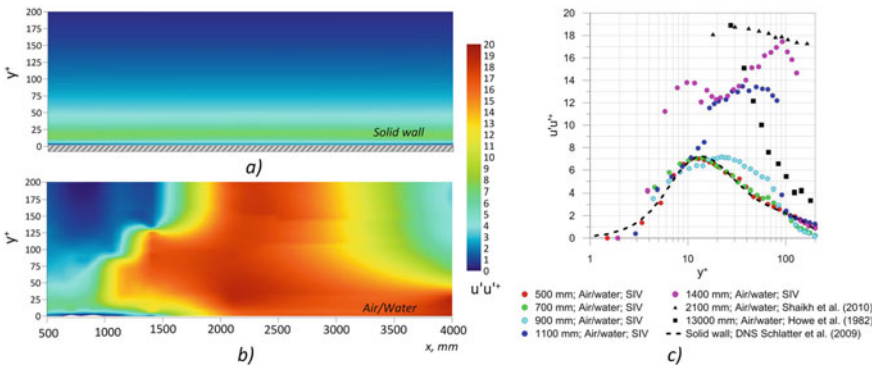 y⁺
200
175
150
125
100
75
50
25
0
Solid wall
a)
y⁺
200
175
150
125
100
75
50
25
0
Air/Water
500 1000 1500 2000 2500 3000 3500 4000
x, mm
b)
20
19
18
17
16
15
14
13
12
11
10
9
8
7
6
5
4
3
2
1
0
u'u'⁺
u'u'⁺
20
18
16
14
12
10
8
6
4
2
0
1 10 100
y⁺
500 mm; Air/water; SIV
700 mm; Air/water; SIV
900 mm; Air/water; SIV
1100 mm; Air/water; SIV
1400 mm; Air/water; SIV
2100 mm; Air/water; Shaikh et al. (2010)
13000 mm; Air/water; Howe et al. (1982)
Solid wall; DNS Schlatter et al. (2009)
c)